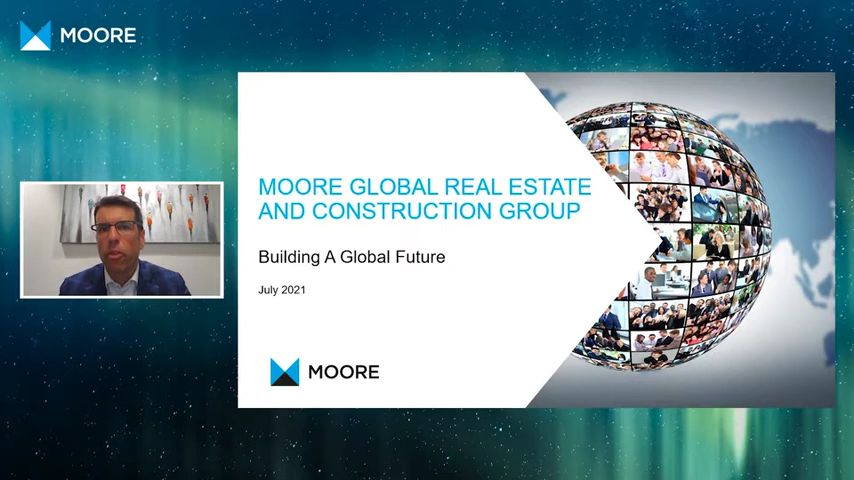 MOORE
MOORE GLOBAL REAL ESTATE
AND CONSTRUCTION GROUP
Building A Global Future
July 2021
MOORE